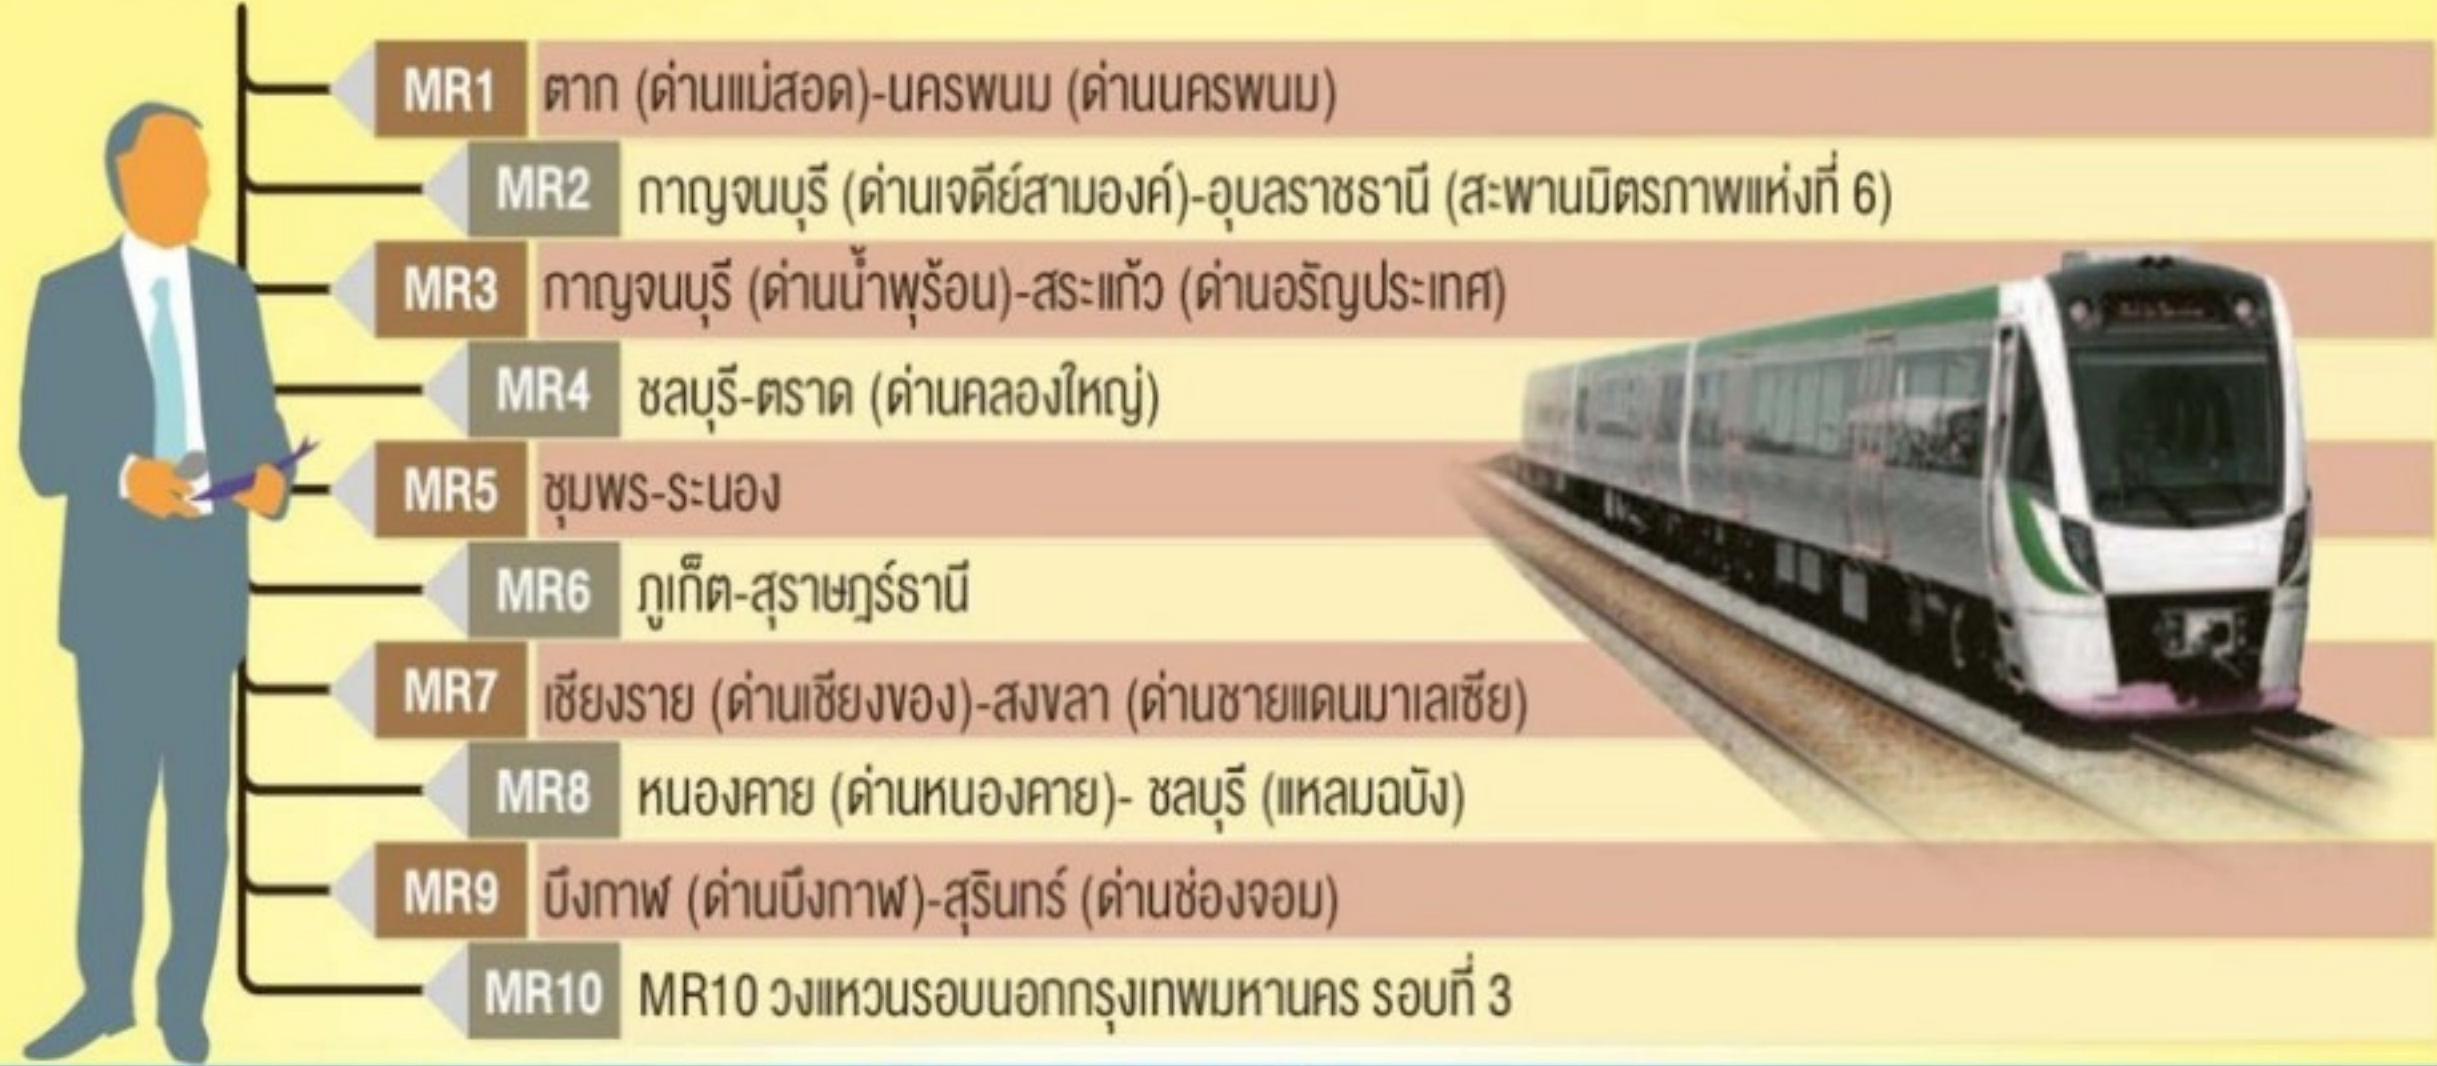 MR1 ตาก (ด่านแม่สอด)-นครพนม (ด่านนครพนม)
MR2 กาญจนบุรี (ด่านเจดีย์สามองค์)-อุบลราชธานี (สะพานมิตรภาพแห่งที่ 6)
MR3 กาญจนบุรี (ด่านน้ำพุร้อน)-สระแก้ว (ด่านอรัญประเทศ)
MR4 ชลบุรี-ตราด (ด่านคลองใหญ่)
MR5 ชุมพร-ระนอง
MR6 ภูเก็ต-สุราษฎร์ธานี
MR7 เชียงราย (ด่านเชียงของ)-สงขลา (ด่านชายแดนมาเลเซีย)
MR8 หนองคาย (ด่านหนองคาย)- ชลบุรี (แหลมฉบัง)
MR9 บึงกาฬ (ด่านบึงกาฬ)-สุรินทร์ (ด่านช่องจอม)
MR10 MR10 วงแหวนรอบนอกกรุงเทพมหานคร รอบที่ 3